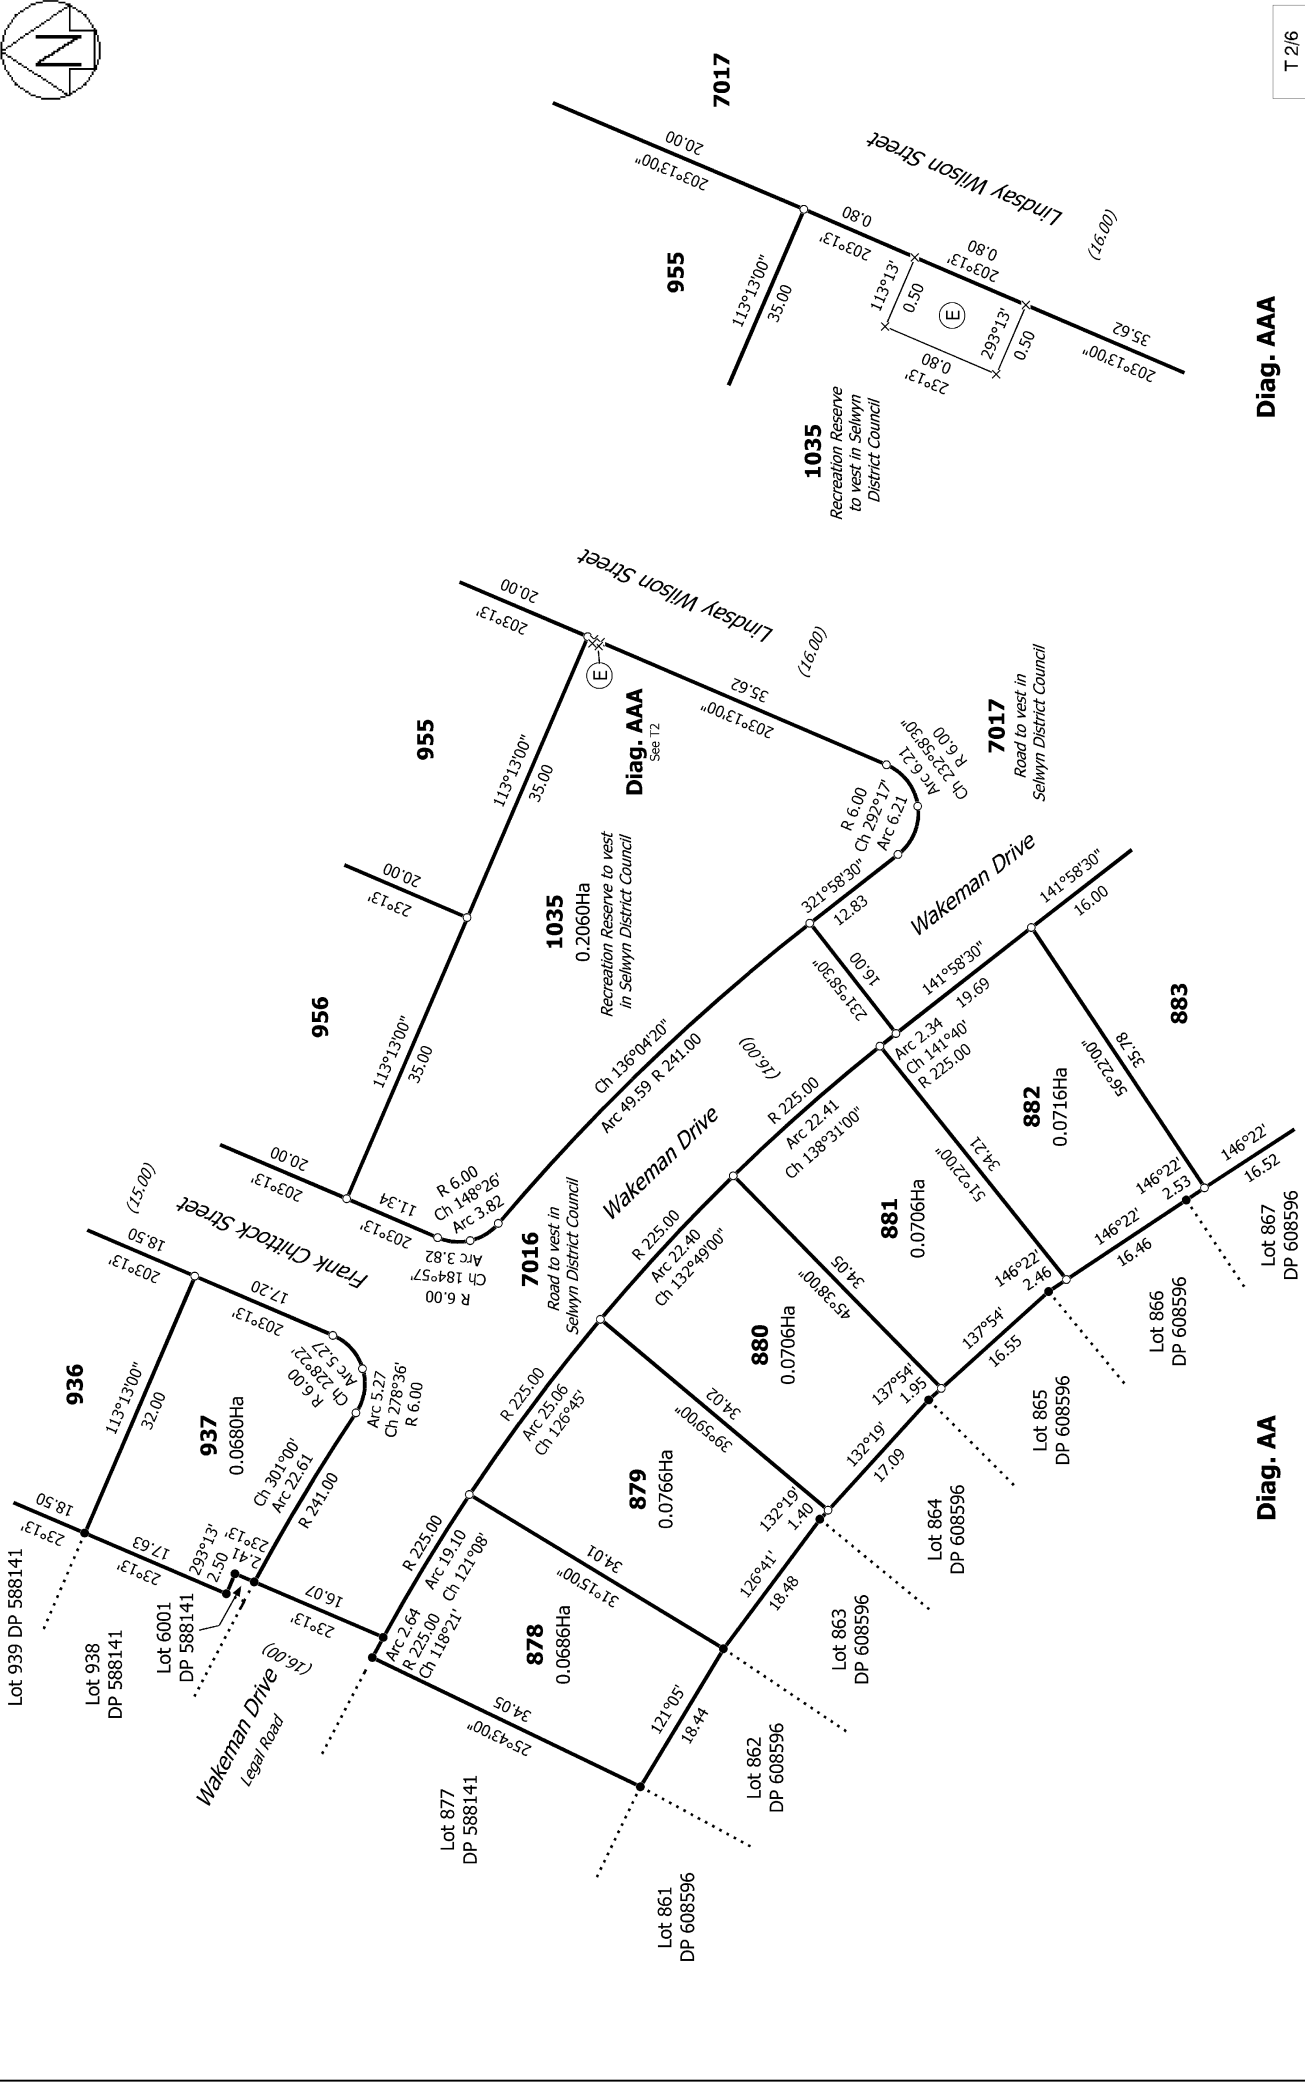 N
T 2/6
Lot 939 DP 588141
Lot 938
DP 588141
Lot 6001
DP 588141
Wakeman Drive
Legal Road
(16.00)
23°13'
18.50
23°13'
17.63
293°13'
2.50
23°13'
2.41
23°13'
16.07
936
113°13'00"
32.00
937
0.0680Ha
Ch 301°00'
Arc 22.61
R 241.00
203°13'
18.50
203°13'
17.20
R 6.00
Ch 228°22'
Arc 5.27
Arc 5.27
Ch 278°36'
R 6.00
Frank Chittock Street
(15.00)
203°13'
20.00
203°13'
11.34
R 6.00
Ch 184°57'
Arc 3.82
R 6.00
Ch 148°26'
Arc 3.82
7016
Road to vest in
Selwyn District Council
956
113°13'00"
35.00
23°13'
20.00
955
113°13'00"
35.00
203°13'
20.00
1035
0.2060Ha
Recreation Reserve to vest
in Selwyn District Council
E
Diag. AAA
See T2
Lindsay Wilson Street
(16.00)
203°13'00"
35.62
Arc 6.21
Ch 232°58'30"
R 6.00
R 6.00
Ch 292°17'
Arc 6.21
7017
Road to vest in
Selwyn District Council
321°58'30"
12.83
Ch 136°04'20"
Arc 49.59 R 241.00
231°58'30"
16.00
(16.00)
Wakeman Drive
Wakeman Drive
141°58'30"
16.00
141°58'30"
19.69
Arc 2.34
Ch 141°40'
R 225.00
R 225.00
Arc 22.41
Ch 138°31'00"
R 225.00
Arc 22.40
Ch 132°49'00"
R 225.00
Arc 25.06
Ch 126°45'
R 225.00
Arc 19.10
Ch 121°08'
Arc 2.64
R 225.00
Ch 118°21'
Lot 877
DP 588141
25°43'00"
34.05
878
0.0686Ha
31°15'00"
34.01
879
0.0766Ha
39°59'00"
34.02
880
0.0706Ha
45°38'00"
34.05
881
0.0706Ha
51°22'00"
34.21
882
0.0716Ha
56°22'00"
35.78
883
121°05'
18.44
126°41'
18.48
132°19'
1.40
132°19'
17.09
137°54'
1.95
137°54'
16.55
146°22'
2.46
146°22'
16.46
146°22'
2.53
146°22'
16.52
Lot 861
DP 608596
Lot 862
DP 608596
Lot 863
DP 608596
Lot 864
DP 608596
Lot 865
DP 608596
Lot 866
DP 608596
Lot 867
DP 608596
Diag. AA
955
7017
203°13'00"
20.00
113°13'00"
35.00
Lindsay Wilson Street
(16.00)
203°13'
0.80
113°13'
0.50
203°13'
0.80
E
23°13'
0.80
293°13'
0.50
203°13'00"
35.62
1035
Recreation Reserve
to vest in Selwyn
District Council
Diag. AAA